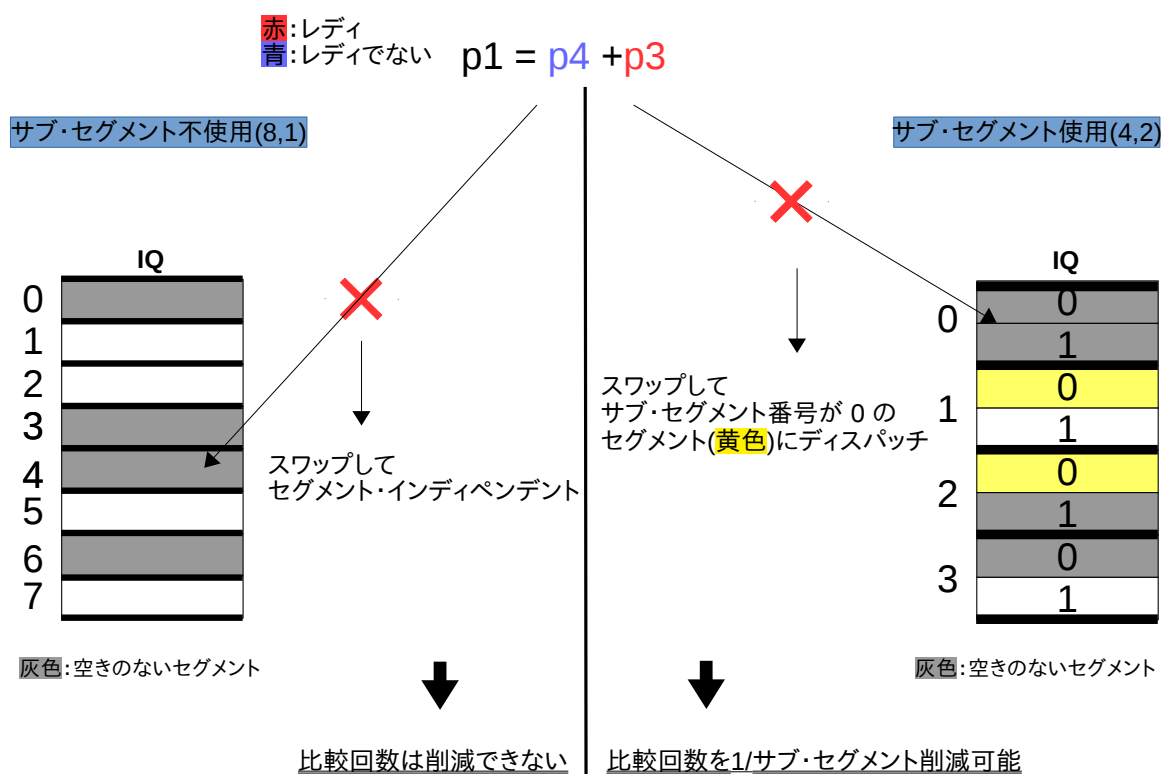 赤:レディ
青:レディでない
p1 = p4 +p3
サブ・セグメント不使用(8,1)
サブ・セグメント使用(4,2)
IQ
0
1
2
3
4
5
6
7
スワップして
セグメント・インディペンデント
灰色:空きのないセグメント
比較回数は削減できない
IQ
0
0
1
1
0
1
2
0
1
3
0
1
スワップして
サブ・セグメント番号が 0 の
セグメント(黄色)にディスパッチ
灰色:空きのないセグメント
比較回数を1/サブ・セグメント削減可能